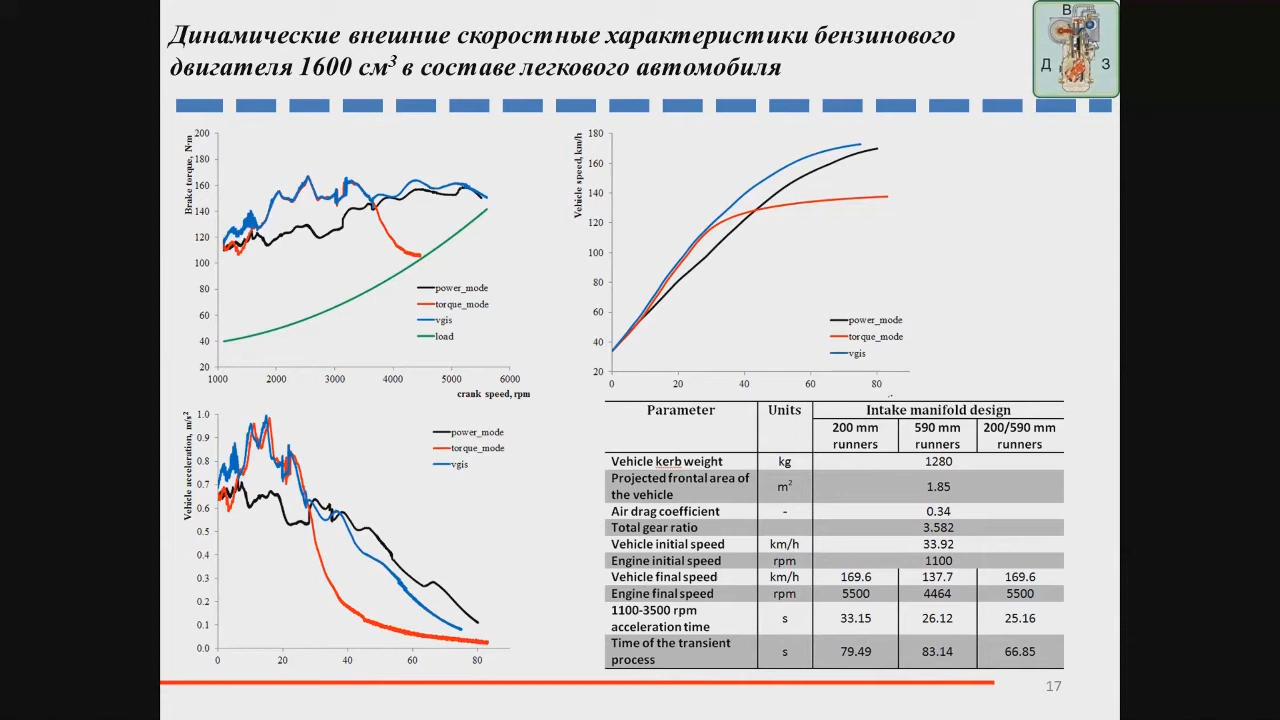 Динамические внешние скоростные характеристики бензинового
двигателя 1600 см³ в составе легкового автомобиля
В
Д З
Brake torque, N·m
200
180
160
140
120
100
80
60
40
20
1000 2000 3000 4000 5000 6000
crank speed, rpm
power_mode
torque_mode
vgis
load
Vehicle speed, km/h
180
160
140
120
100
80
60
40
20
0 20 40 60 80
power_mode
torque_mode
vgis
Vehicle acceleration, m/s²
1.0
0.9
0.8
0.7
0.6
0.5
0.4
0.3
0.2
0.1
0.0
0 20 40 60 80
power_mode
torque_mode
vgis
Parameter Units Intake manifold design
200 mm 590 mm 200/590 mm
runners runners runners
Vehicle kerb weight kg 1280
Projected frontal area of
the vehicle m² 1.85
Air drag coefficient - 0.34
Total gear ratio 3.582
Vehicle initial speed km/h 33.92
Engine initial speed rpm 1100
Vehicle final speed km/h 169.6 137.7 169.6
Engine final speed rpm 5500 4464 5500
1100-3500 rpm
acceleration time s 33.15 26.12 25.16
Time of the transient
process s 79.49 83.14 66.85
17